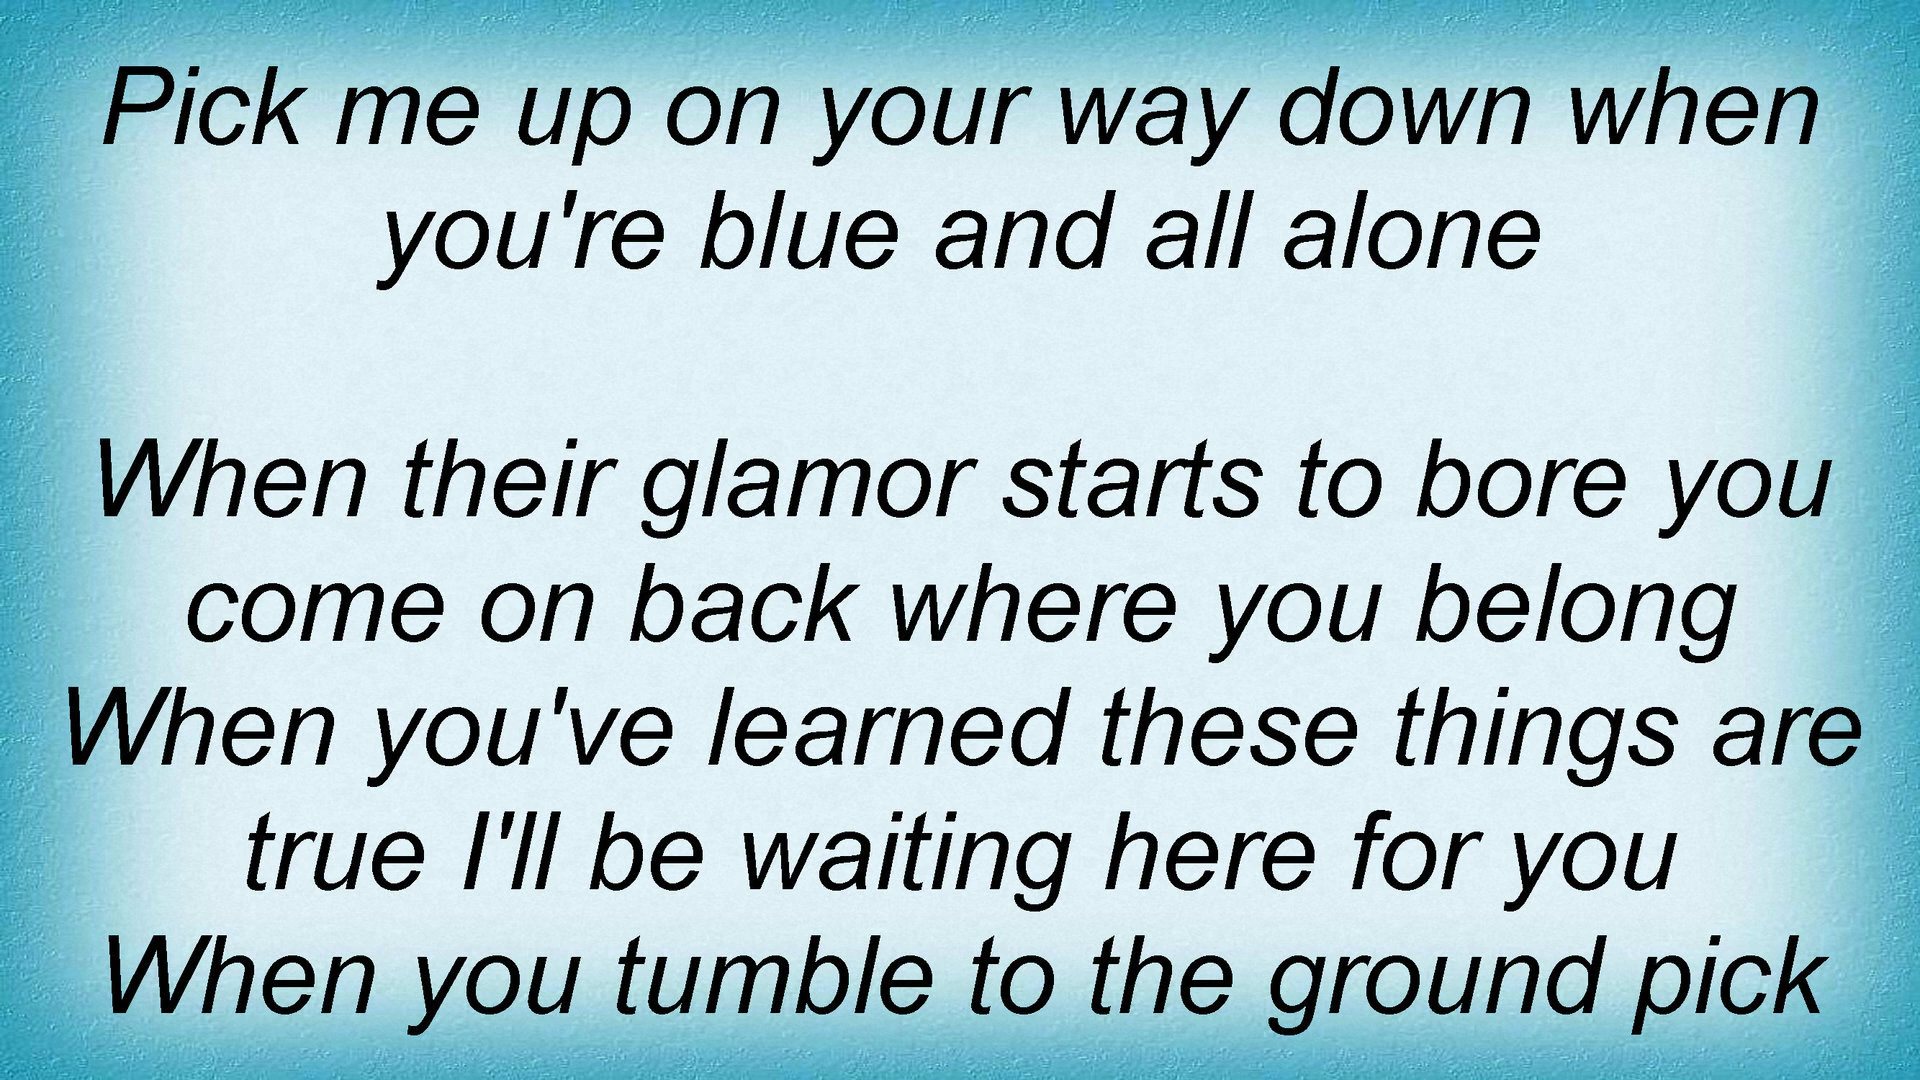 Pick me up on your way down when
you're blue and all alone
When their glamor starts to bore you
come on back where you belong
When you've learned these things are
true I'll be waiting here for you
When you tumble to the ground pick